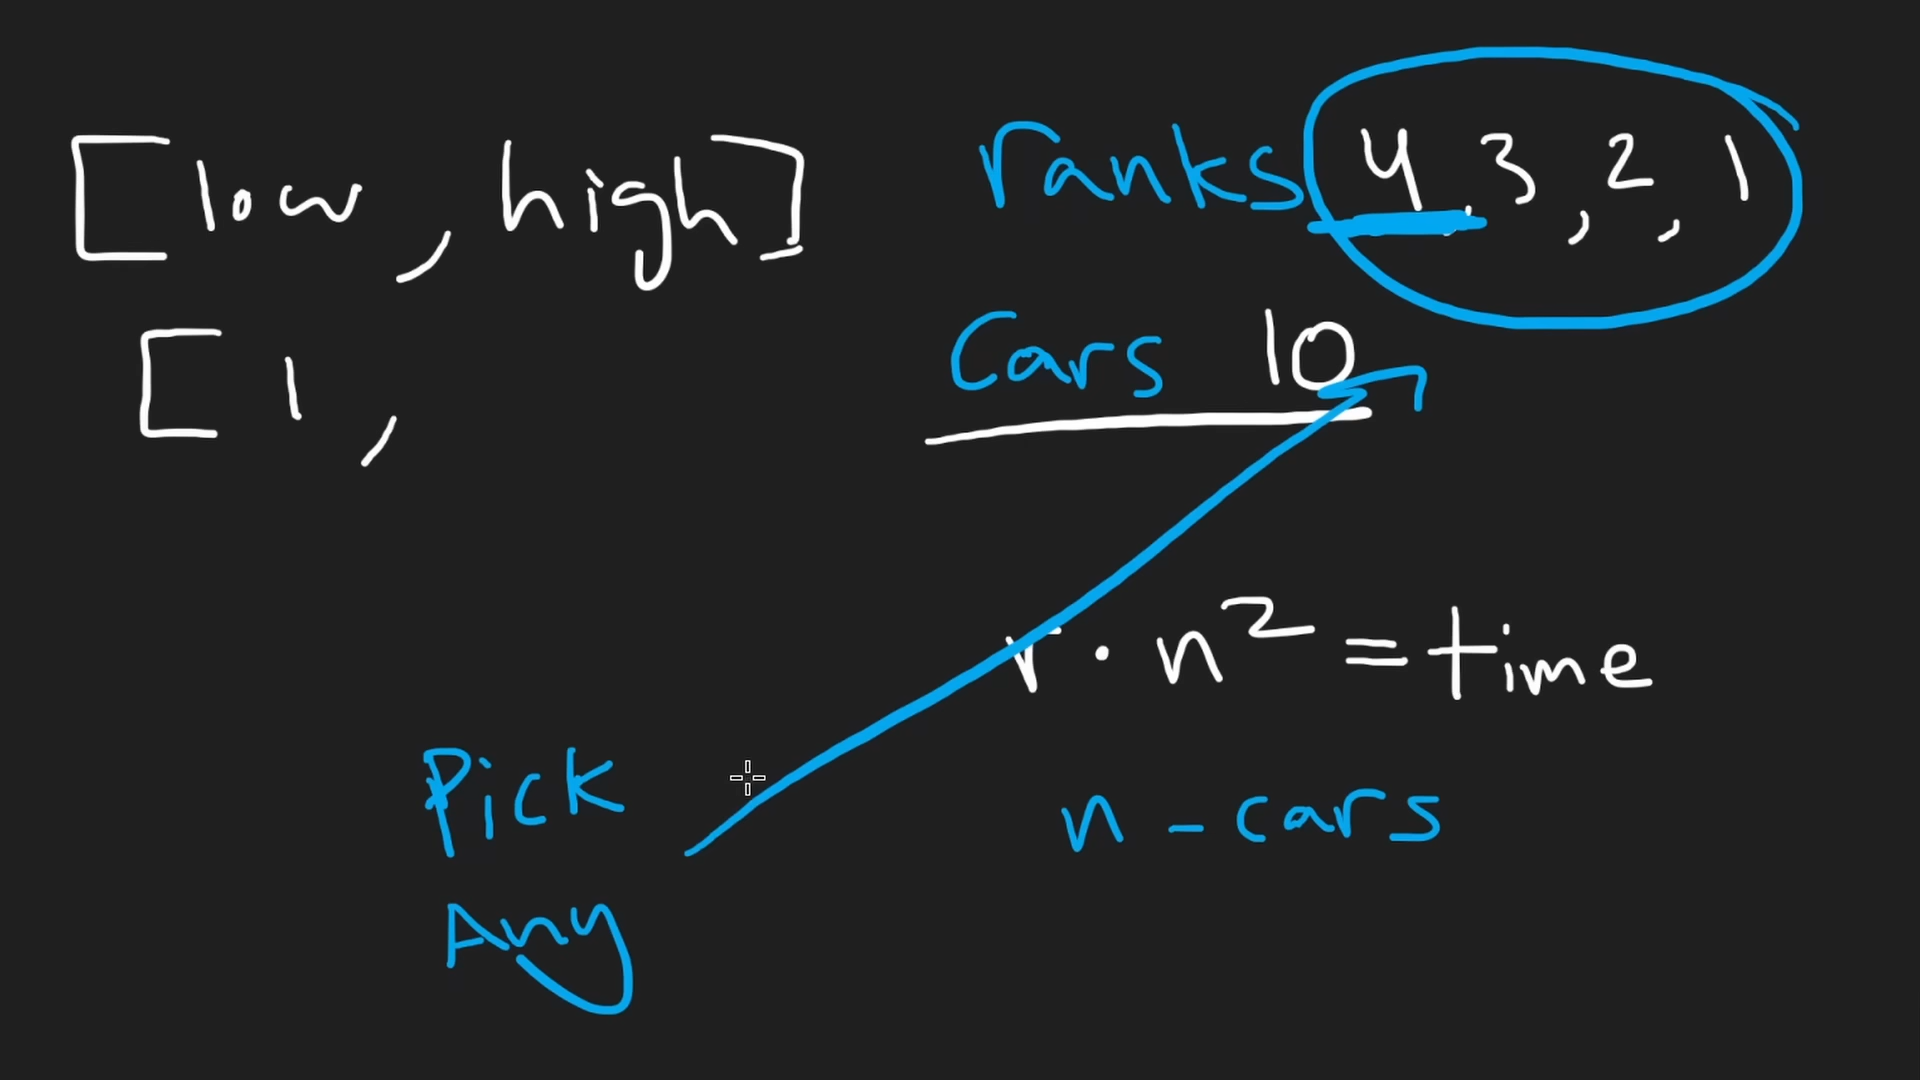 [low, high]
[1,
ranks 4, 3, 2, 1
Cars 10
r · n² = time
n - cars
Pick
Any